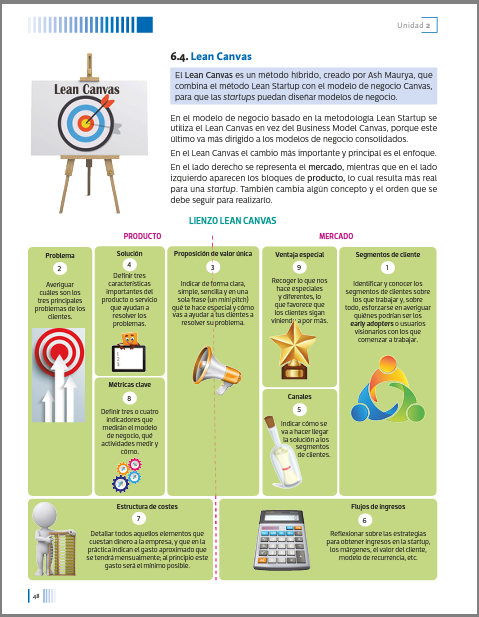 Unidad 2
6.4. Lean Canvas
El Lean Canvas es un método híbrido, creado por Ash Maurya, que
combina el método Lean Startup con el modelo de negocio Canvas,
para que las startups puedan diseñar modelos de negocio.
Lean Canvas
En el modelo de negocio basado en la metodología Lean Startup se
utiliza el Lean Canvas en vez del Business Model Canvas, porque este
último va más dirigido a los modelos de negocio consolidados.
En el Lean Canvas el cambio más importante y principal es el enfoque.
En el lado derecho se representa el mercado, mientras que en el lado
izquierdo aparecen los bloques de producto, lo cual resulta más real
para una startup. También cambia algún concepto y el orden que se
debe seguir para realizarlo.
LIENZO LEAN CANVAS
PRODUCTO
MERCADO
Problema
2
Averiguar
cuáles son los
tres principales
problemas de los
clientes.
Solución
4
Definir tres
características
importantes del
producto o servicio
que ayudan a
resolver los
problemas.
Métricas clave
8
Definir tres o cuatro
indicadores que
medirán el modelo
de negocio, qué
actividades medir y
cómo.
Proposición de valor única
3
Indicar de forma clara,
simple, sencilla y en una
sola frase (un mini pitch)
qué te hace especial y cómo
vas a ayudar a tus clientes a
resolver su problema.
Ventaja especial
9
Recoger lo que nos
hace especiales
y diferentes, lo
que favorece que
los clientes sigan
viniendo a por más.
Canales
5
Indicar cómo se
va a hacer llegar
la solución a los
segmentos
de clientes.
Segmentos de cliente
1
Identificar y conocer los
segmentos de clientes sobre
los que trabajar y, sobre
todo, esforzarse en averiguar
quiénes podrían ser los
early adopters o usuarios
visionarios con los que
comenzar a trabajar.
Estructura de costes
7
Detallar todos aquellos elementos que
cuestan dinero a la empresa, y que en la
práctica indican el gasto aproximado que
se tendrá mensualmente; al principio este
gasto será el mínimo posible.
Flujos de ingresos
6
Reflexionar sobre las estrategias
para obtener ingresos en la startup,
los márgenes, el valor del cliente,
modelo de recurrencia, etc.
48